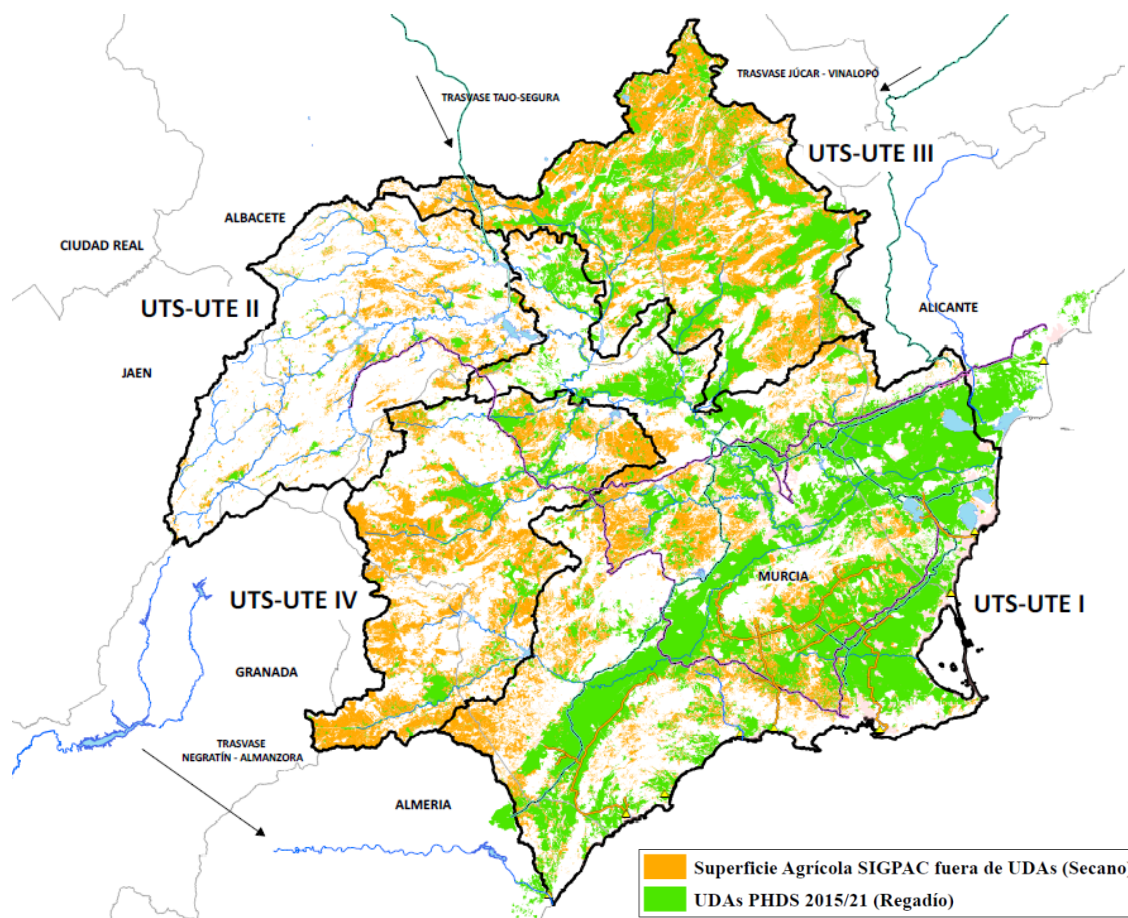 TRASVASE JÚCAR - VINALOPÓ
TRASVASE TAJO-SEGURA
UTS-UTE III
ALBACETE
CIUDAD REAL
UTS-UTE II
ALICANTE
JAEN
MURCIA
UTS-UTE IV
UTS-UTE I
GRANADA
TRASVASE
NEGRATÍN - ALMANZORA
ALMERIA
Superficie Agrícola SIGPAC fuera de UDAs (Secano)
UDAs PHDS 2015/21 (Regadío)